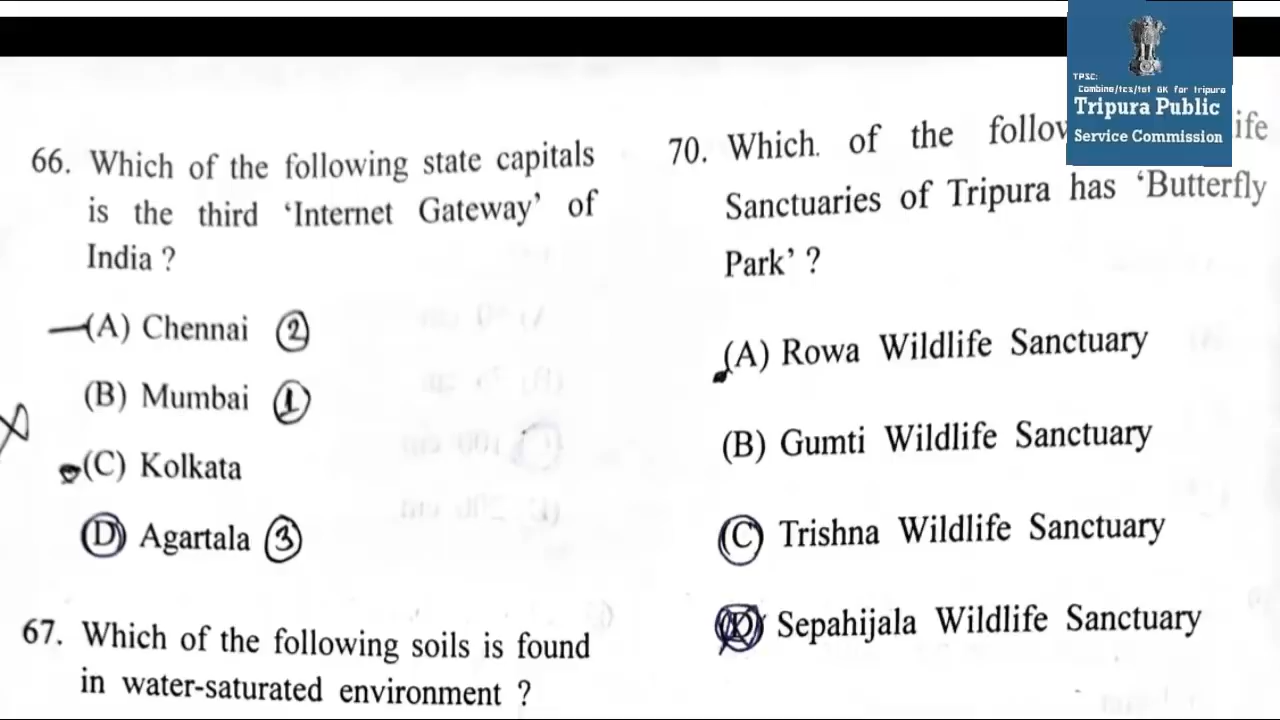 TPSC:
Combine/tcs/tet GK for tripura
Tripura Public
Service Commission
66. Which of the following state capitals
is the third ‘Internet Gateway’ of
India ?
(A) Chennai 2
(B) Mumbai 1
(C) Kolkata
(D) Agartala 3
67. Which of the following soils is found
in water-saturated environment ?
70. Which of the follow ife
Sanctuaries of Tripura has ‘Butterfly
Park’ ?
(A) Rowa Wildlife Sanctuary
(B) Gumti Wildlife Sanctuary
(C) Trishna Wildlife Sanctuary
(D) Sepahijala Wildlife Sanctuary